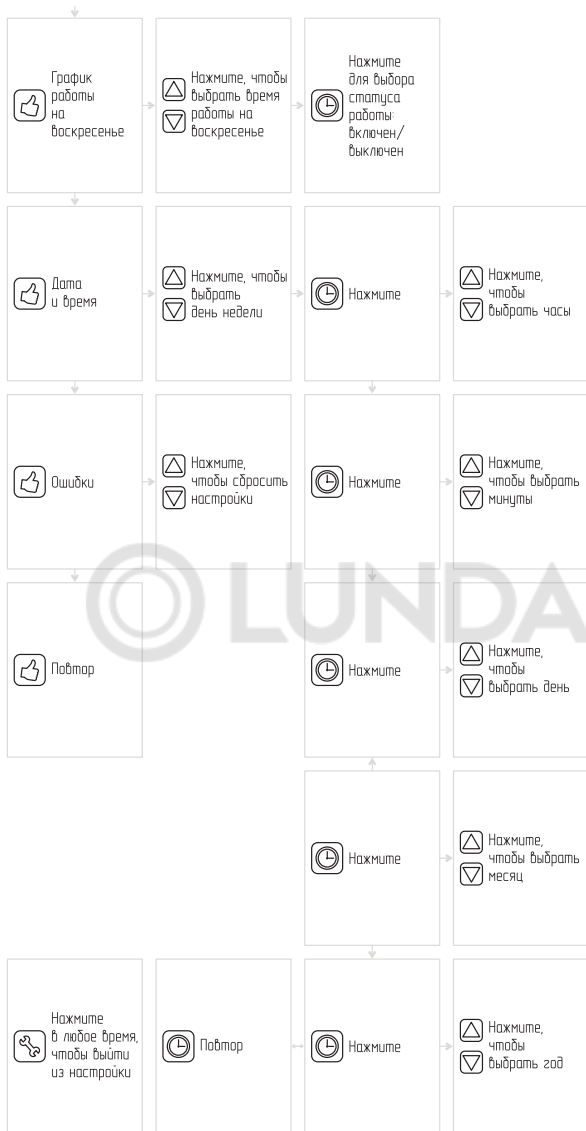 График
работы
на
воскресенье
Нажмите, чтобы
выбрать время
работы на
воскресенье
Нажмите
для выбора
статуса
работы:
включен/
выключен
Дата
и время
Нажмите, чтобы
выбрать
день недели
Нажмите
Нажмите,
чтобы
выбрать часы
Ошибки
Нажмите,
чтобы сбросить
настройки
Нажмите
Нажмите,
чтобы выбрать
минуты
LUNDA
Повтор
Нажмите
Нажмите,
чтобы
выбрать день
Нажмите
Нажмите,
чтобы выбрать
месяц
Нажмите
в любое время,
чтобы выйти
из настройки
Повтор
Нажмите
Нажмите,
чтобы
выбрать год